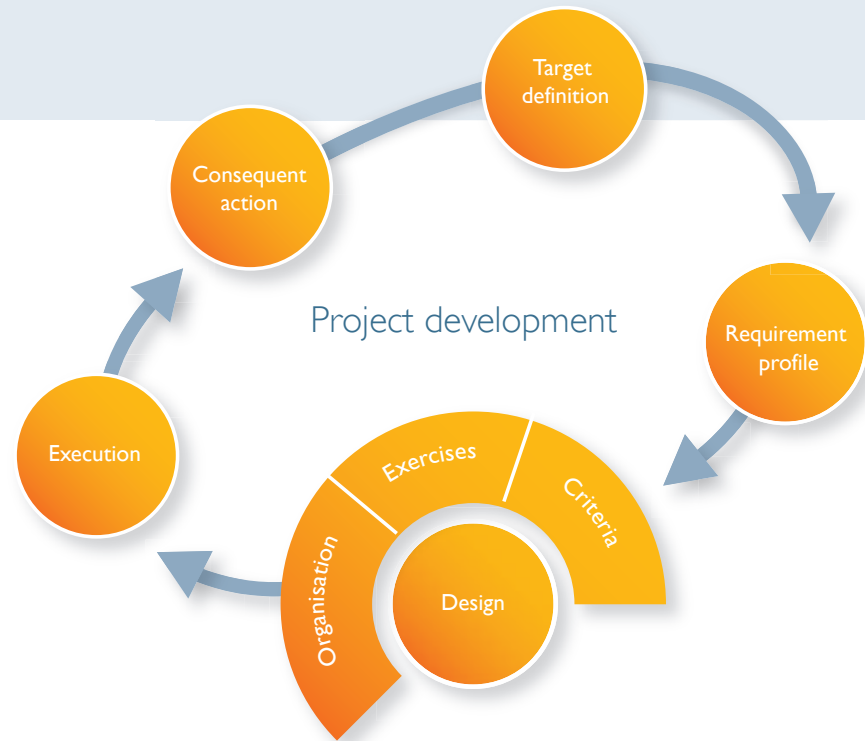 Target
definition
Consequent
action
Project development
Requirement
profile
Execution
Exercises
Criteria
Organisation
Design